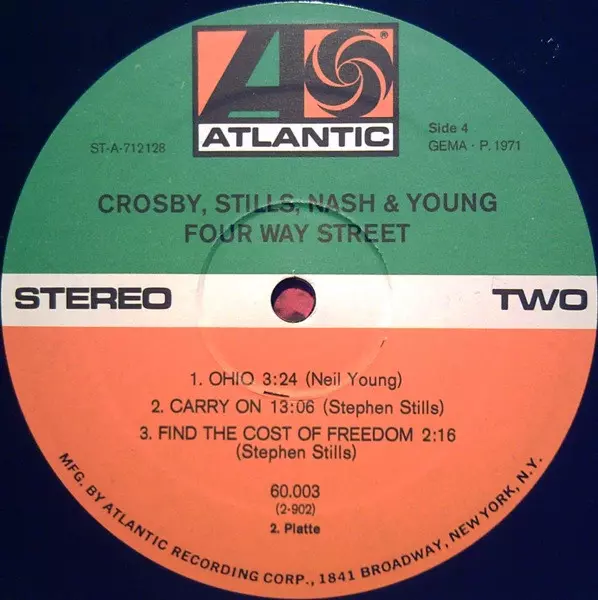 ATLANTIC
®
ST-A-712128
Side 4
GEMA · P. 1971
CROSBY, STILLS, NASH & YOUNG
FOUR WAY STREET
STEREO
TWO
1. OHIO 3:24 (Neil Young)
2. CARRY ON 13:06 (Stephen Stills)
3. FIND THE COST OF FREEDOM 2:16
(Stephen Stills)
60.003
(2-902)
2. Platte
MFG. BY ATLANTIC RECORDING CORP., 1841 BROADWAY, NEW YORK, N.Y.